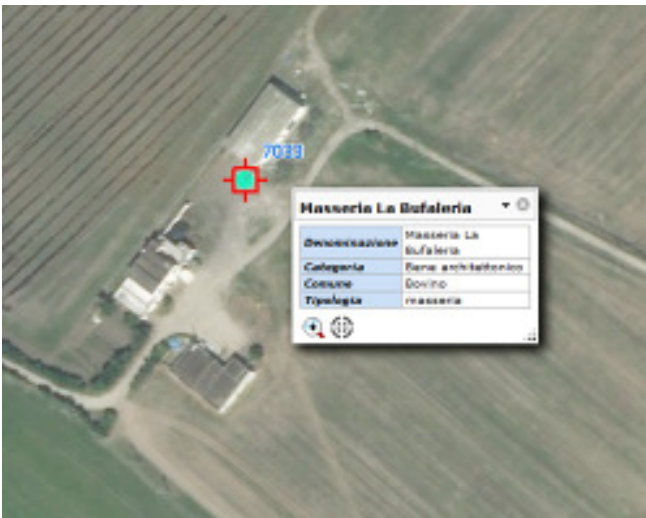 7033
Masseria La Bufaleria
Denominazione Masseria La
Bufaleria
Categoria Bene architettonico
Comune Bovino
Tipologia masseria